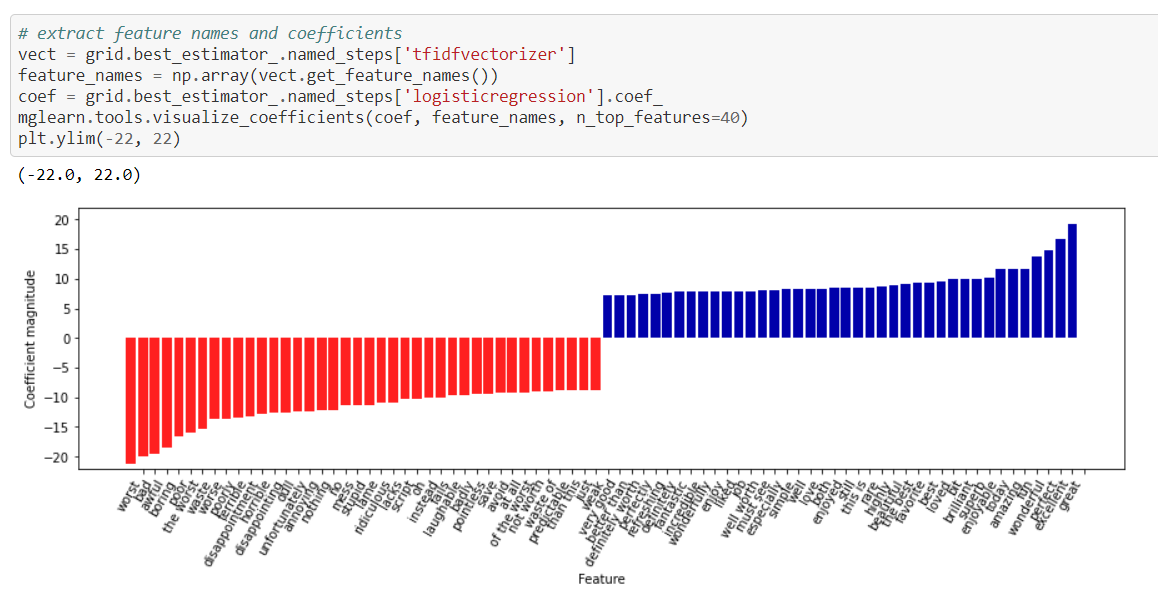 # extract feature names and coefficients
vect = grid.best_estimator_.named_steps['tfidfvectorizer']
feature_names = np.array(vect.get_feature_names())
coef = grid.best_estimator_.named_steps['logisticregression'].coef_
mglearn.tools.visualize_coefficients(coef, feature_names, n_top_features=40)
plt.ylim(-22, 22)
(-22.0, 22.0)
Coefficient magnitude
20
15
10
5
0
−5
−10
−15
−20
worst
bad
awful
boring
poor
the worst
waste
worse
poorly
terrible
disappointment
horrible
disappointing
dull
unfortunately
annoying
nothing
no
mess
stupid
lame
ridiculous
lacks
script
oh
instead
fails
laughable
badly
pointless
save
avoid
at all
of the worst
not worth
waste of
predictable
than this
just
weak
very good
better than
definitely worth
perfectly
refreshing
definitely
fantastic
incredible
wonderfully
enjoy
liked
job
well worth
must see
especially
simple
well
love
both
enjoyed
still
this is
rare
highly
beautiful
the best
favorite
best
loved
brilliant
superb
enjoyable
today
amazing
fun
wonderful
perfect
excellent
great
Feature